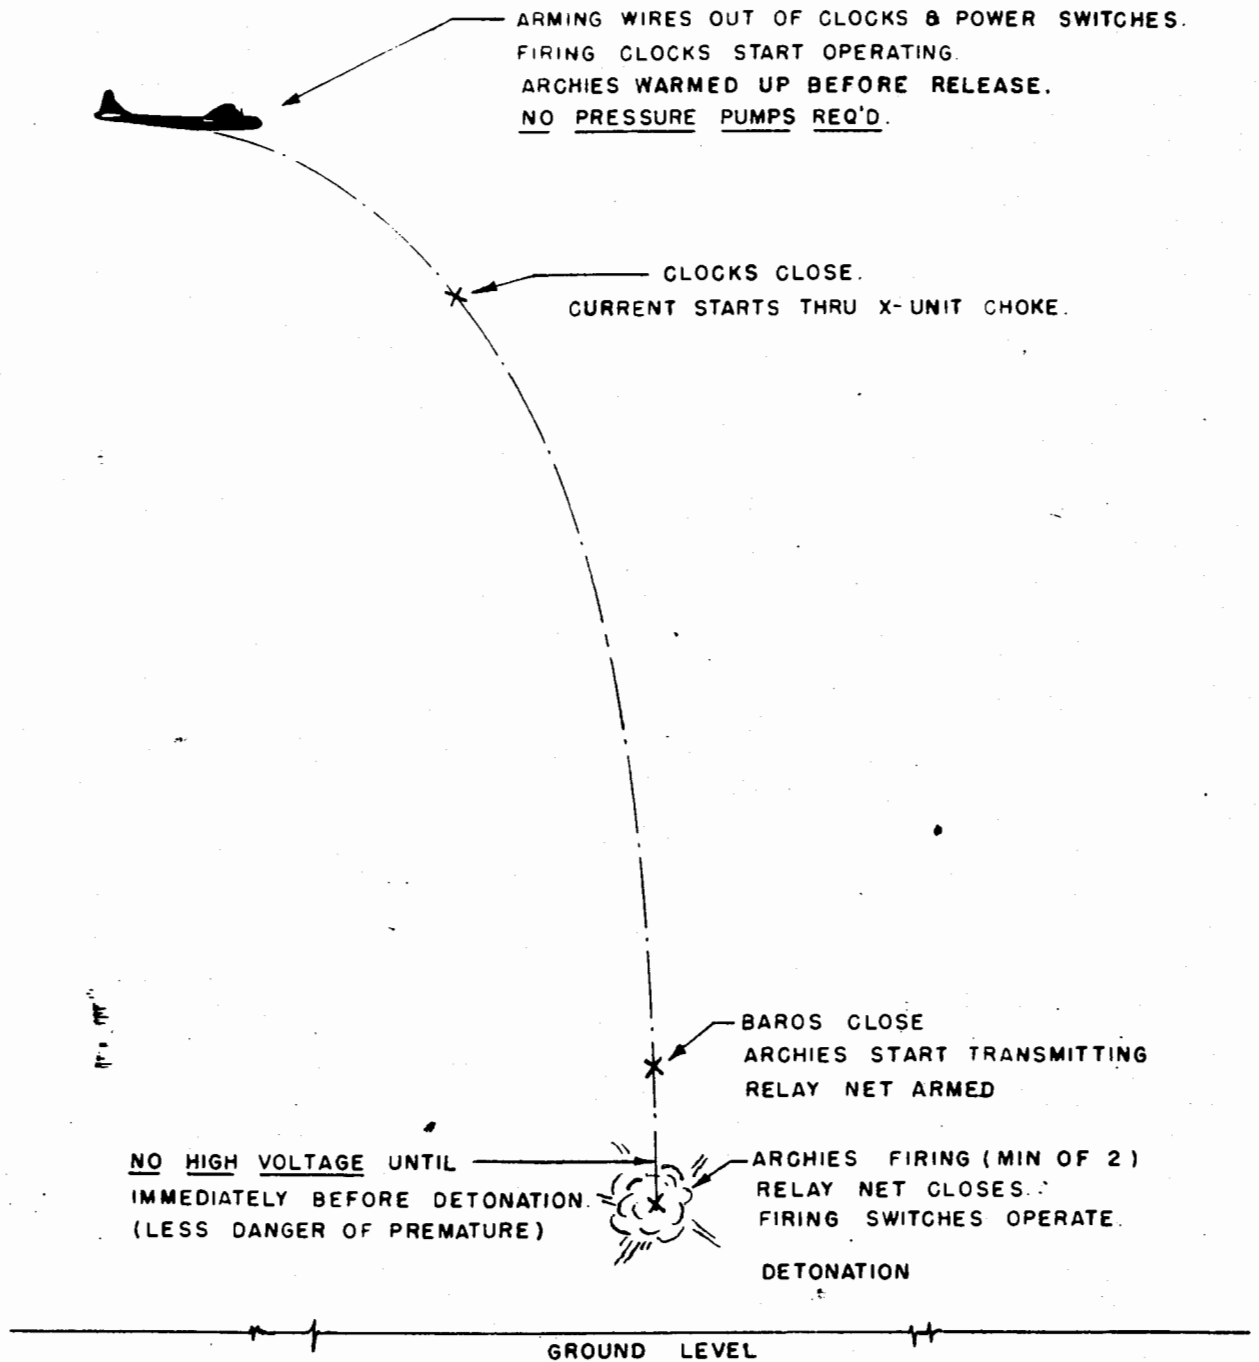 ARMING WIRES OUT OF CLOCKS & POWER SWITCHES.
FIRING CLOCKS START OPERATING.
ARCHIES WARMED UP BEFORE RELEASE.
NO PRESSURE PUMPS REQ'D.
CLOCKS CLOSE.
CURRENT STARTS THRU X-UNIT CHOKE.
BAROS CLOSE
ARCHIES START TRANSMITTING
RELAY NET ARMED
NO HIGH VOLTAGE UNTIL
IMMEDIATELY BEFORE DETONATION.
(LESS DANGER OF PREMATURE)
ARCHIES FIRING (MIN OF 2)
RELAY NET CLOSES.
FIRING SWITCHES OPERATE.
DETONATION
GROUND LEVEL